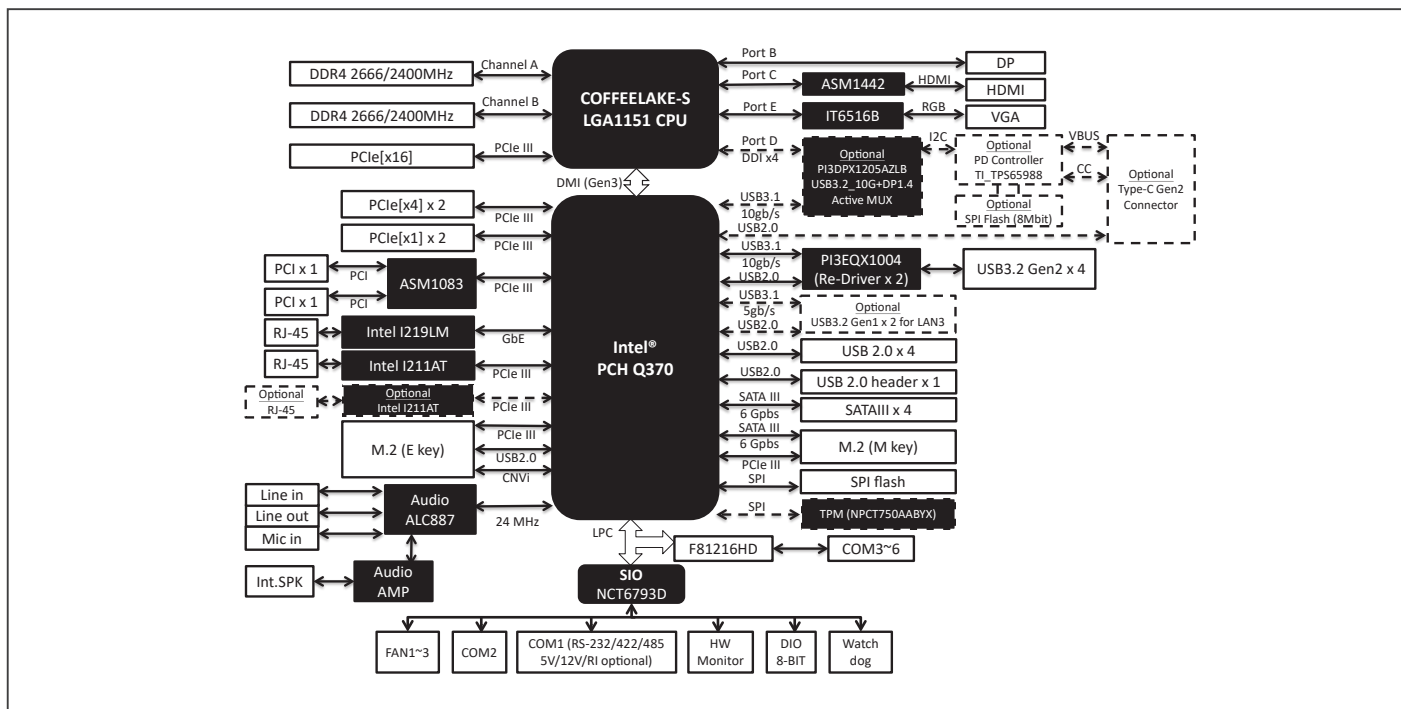 DDR4 2666/2400MHz
Channel A
DDR4 2666/2400MHz
Channel B
PCIe[x16]
PCIe III
COFFEELAKE-S
LGA1151 CPU
Port B
DP
Port C
ASM1442
HDMI
HDMI
Port E
IT6516B
RGB
VGA
Port D
DDI x4
Optional
PI3DPX1205AZLB
USB3.2_10G+DP1.4
Active MUX
I2C
Optional
PD Controller
TI_TPS65988
VBUS
CC
Optional
Type-C Gen2
Connector
Optional
SPI Flash (8Mbit)
DMI (Gen3)
PCIe[x4] x 2
PCIe III
PCIe[x1] x 2
PCIe III
PCI x 1
PCI
PCI x 1
PCI
ASM1083
PCIe III
RJ-45
Intel I219LM
GbE
RJ-45
Intel I211AT
PCIe III
Optional
RJ-45
Optional
Intel I211AT
PCIe III
M.2 (E key)
PCIe III
USB2.0
CNVi
Line in
Line out
Mic in
Audio
ALC887
24 MHz
Int.SPK
Audio
AMP
Intel®
PCH Q370
USB3.1
10gb/s
USB2.0
USB3.1
10gb/s
USB2.0
PI3EQX1004
(Re-Driver x 2)
USB3.2 Gen2 x 4
USB3.1
5gb/s
USB2.0
Optional
USB3.2 Gen1 x 2 for LAN3
USB2.0
USB 2.0 x 4
USB2.0
USB 2.0 header x 1
SATA III
6 Gpbs
SATAIII x 4
SATA III
6 Gpbs
PCIe III
M.2 (M key)
SPI
SPI flash
SPI
TPM (NPCT750AABYX)
LPC
F81216HD
COM3~6
SIO
NCT6793D
FAN1~3
COM2
COM1 (RS-232/422/485
5V/12V/RI optional)
HW
Monitor
DIO
8-BIT
Watch
dog